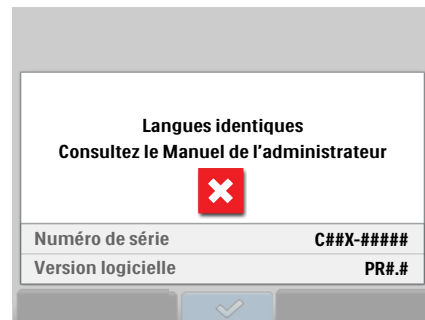 Langues identiques
Consultez le Manuel de l'administrateur
Numéro de série C##X-#####
Version logicielle PR#.#